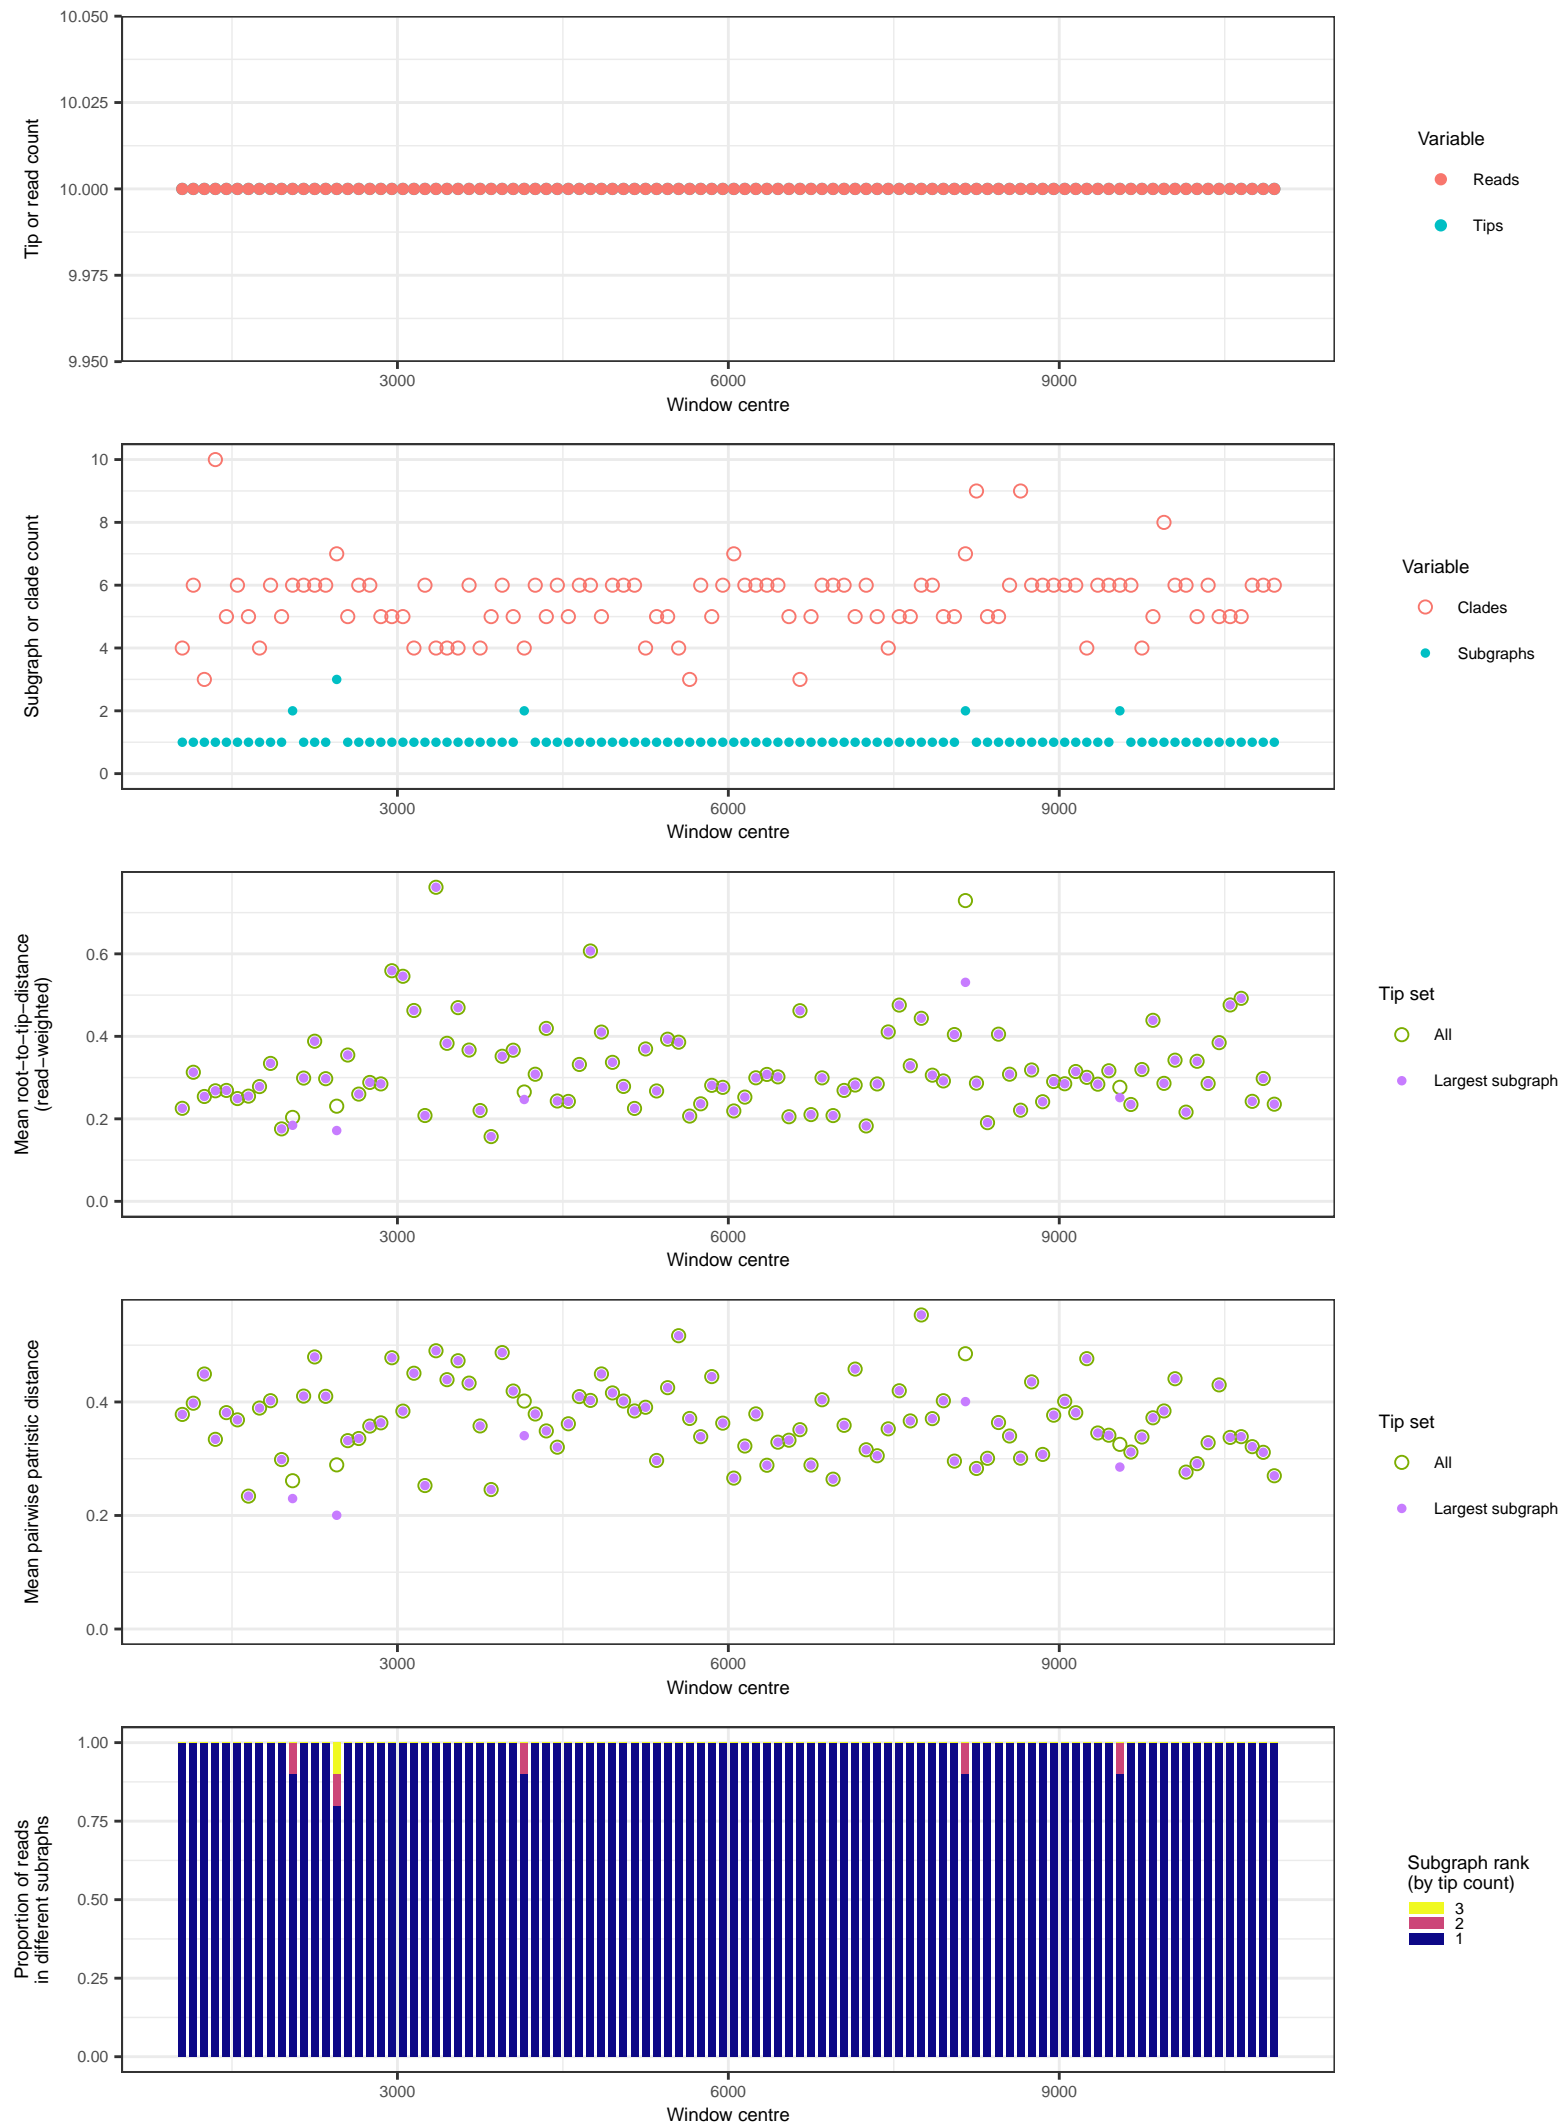 10.050
10.025
10.000
9.975
9.950
Tip or read count
3000 6000 9000
Window centre
Variable
Reads
Tips
10
8
6
4
2
0
Subgraph or clade count
3000 6000 9000
Window centre
Variable
Clades
Subgraphs
0.6
0.4
0.2
0.0
Mean root−to−tip−distance
(read−weighted)
3000 6000 9000
Window centre
Tip set
All
Largest subgraph
0.4
0.2
0.0
Mean pairwise patristic distance
3000 6000 9000
Window centre
Tip set
All
Largest subgraph
1.00
0.75
0.50
0.25
0.00
Proportion of reads
in different subraphs
3000 6000 9000
Window centre
Subgraph rank
(by tip count)
3
2
1